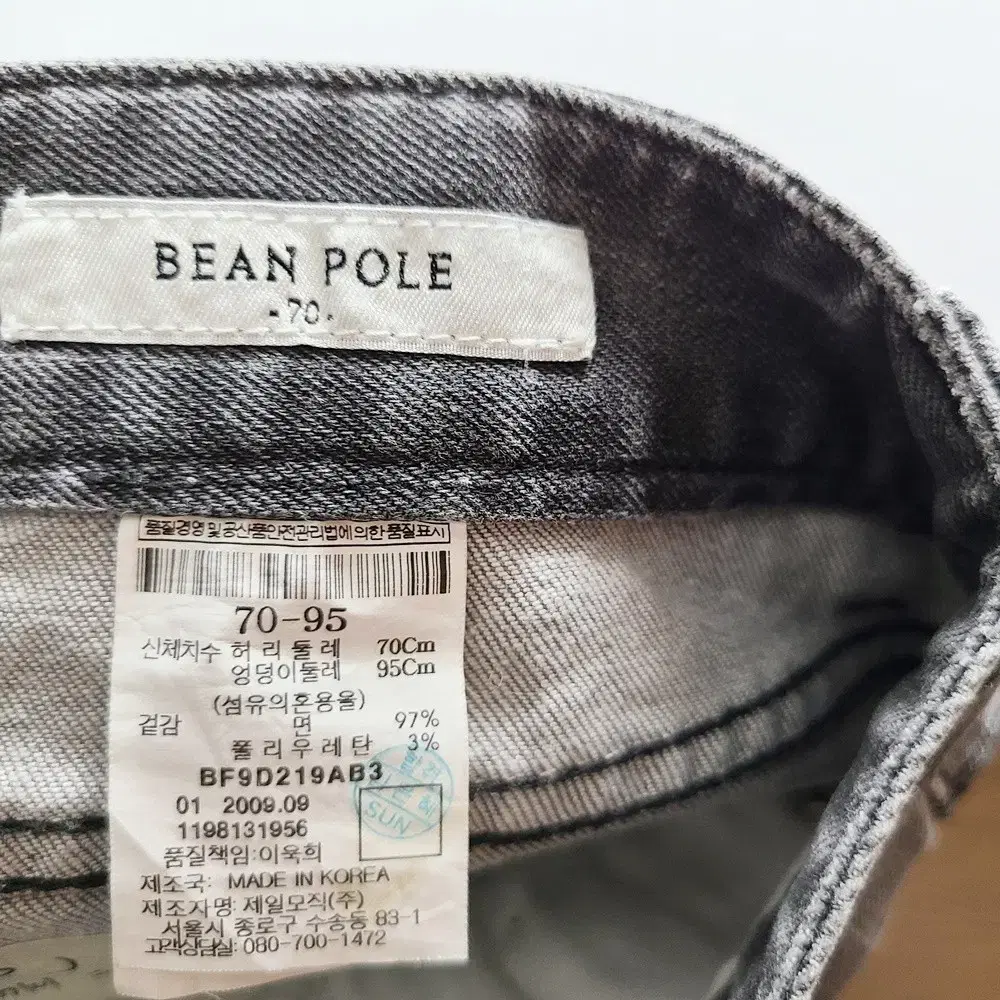 BEAN POLE
-70-
품질경영 및 공산품안전관리법에 의한 품질표시
70-95
신체치수 허 리 둘 레 70Cm
엉덩이둘레 95Cm
(섬유의혼용율)
겉감 면 97%
폴 리 우 레 탄 3%
BF9D219AB3
01 2009.09
1198131956
SUN
품질책임:이욱희
제조국: MADE IN KOREA
제조자명: 제일모직(주)
서울시 종로구 수송동 83-1
고객상담실: 080-700-1472